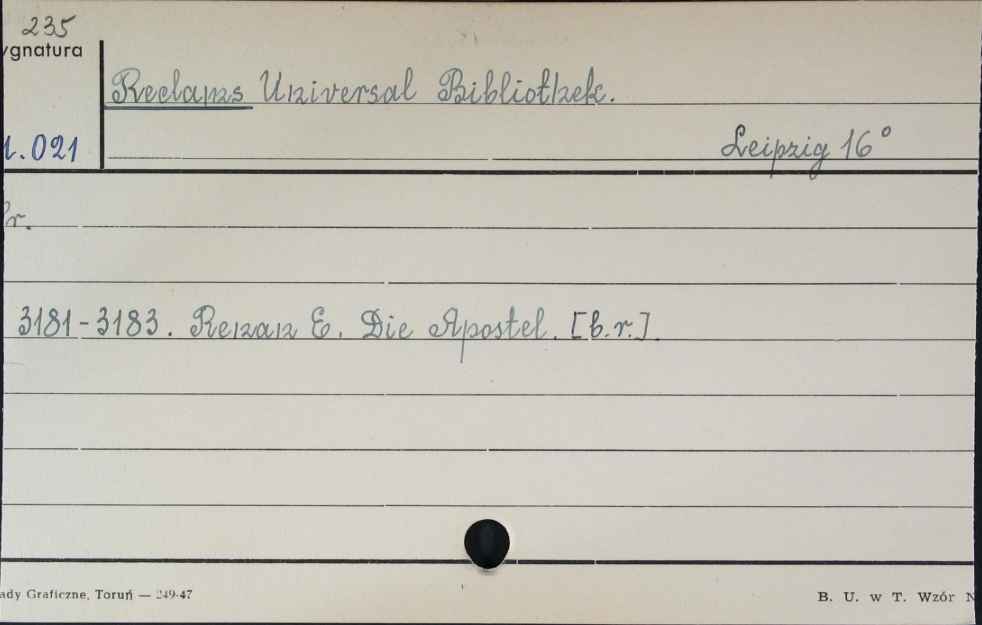 235
ygnatura
Reclams Universal Bibliothek.
1.021
Leipzig 16°
Nr.
3181-3183. Renan E. Die Apostel. [b.r.].
ady Graficzne, Toruń — 249-47
B. U. w T. Wzór N